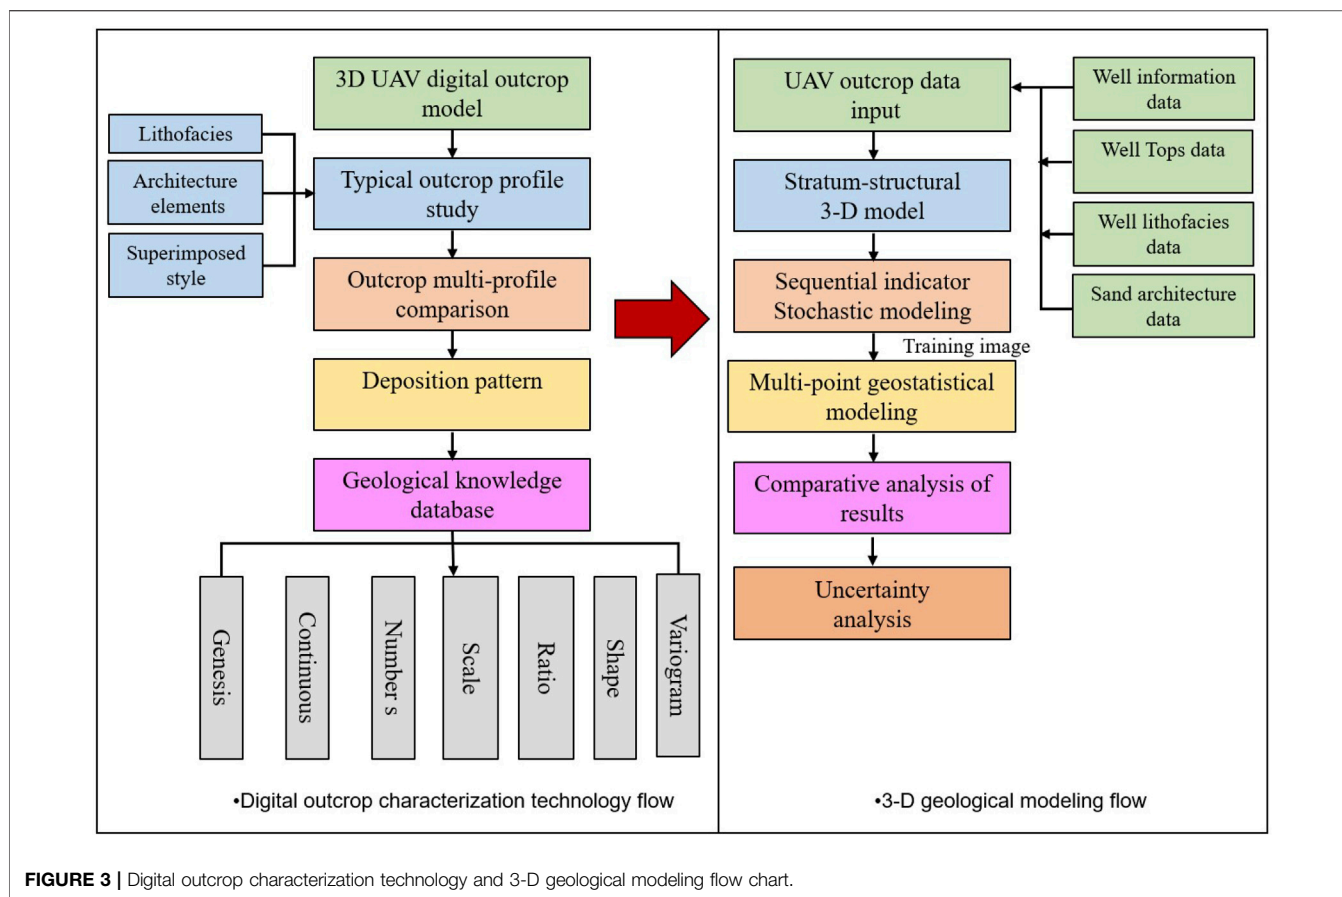 3D UAV digital outcrop
model
Lithofacies
Architecture
elements
Superimposed
style
Typical outcrop profile
study
Outcrop multi-profile
comparison
Deposition pattern
Geological knowledge
database
Genesis
Continuous
Number s
Scale
Ratio
Shape
Variogram
•Digital outcrop characterization technology flow
UAV outcrop data
input
Well information
data
Well Tops data
Well lithofacies
data
Sand architecture
data
Stratum-structural
3-D model
Sequential indicator
Stochastic modeling
Training image
Multi-point geostatistical
modeling
Comparative analysis of
results
Uncertainty
analysis
•3-D geological modeling flow
FIGURE 3 | Digital outcrop characterization technology and 3-D geological modeling flow chart.